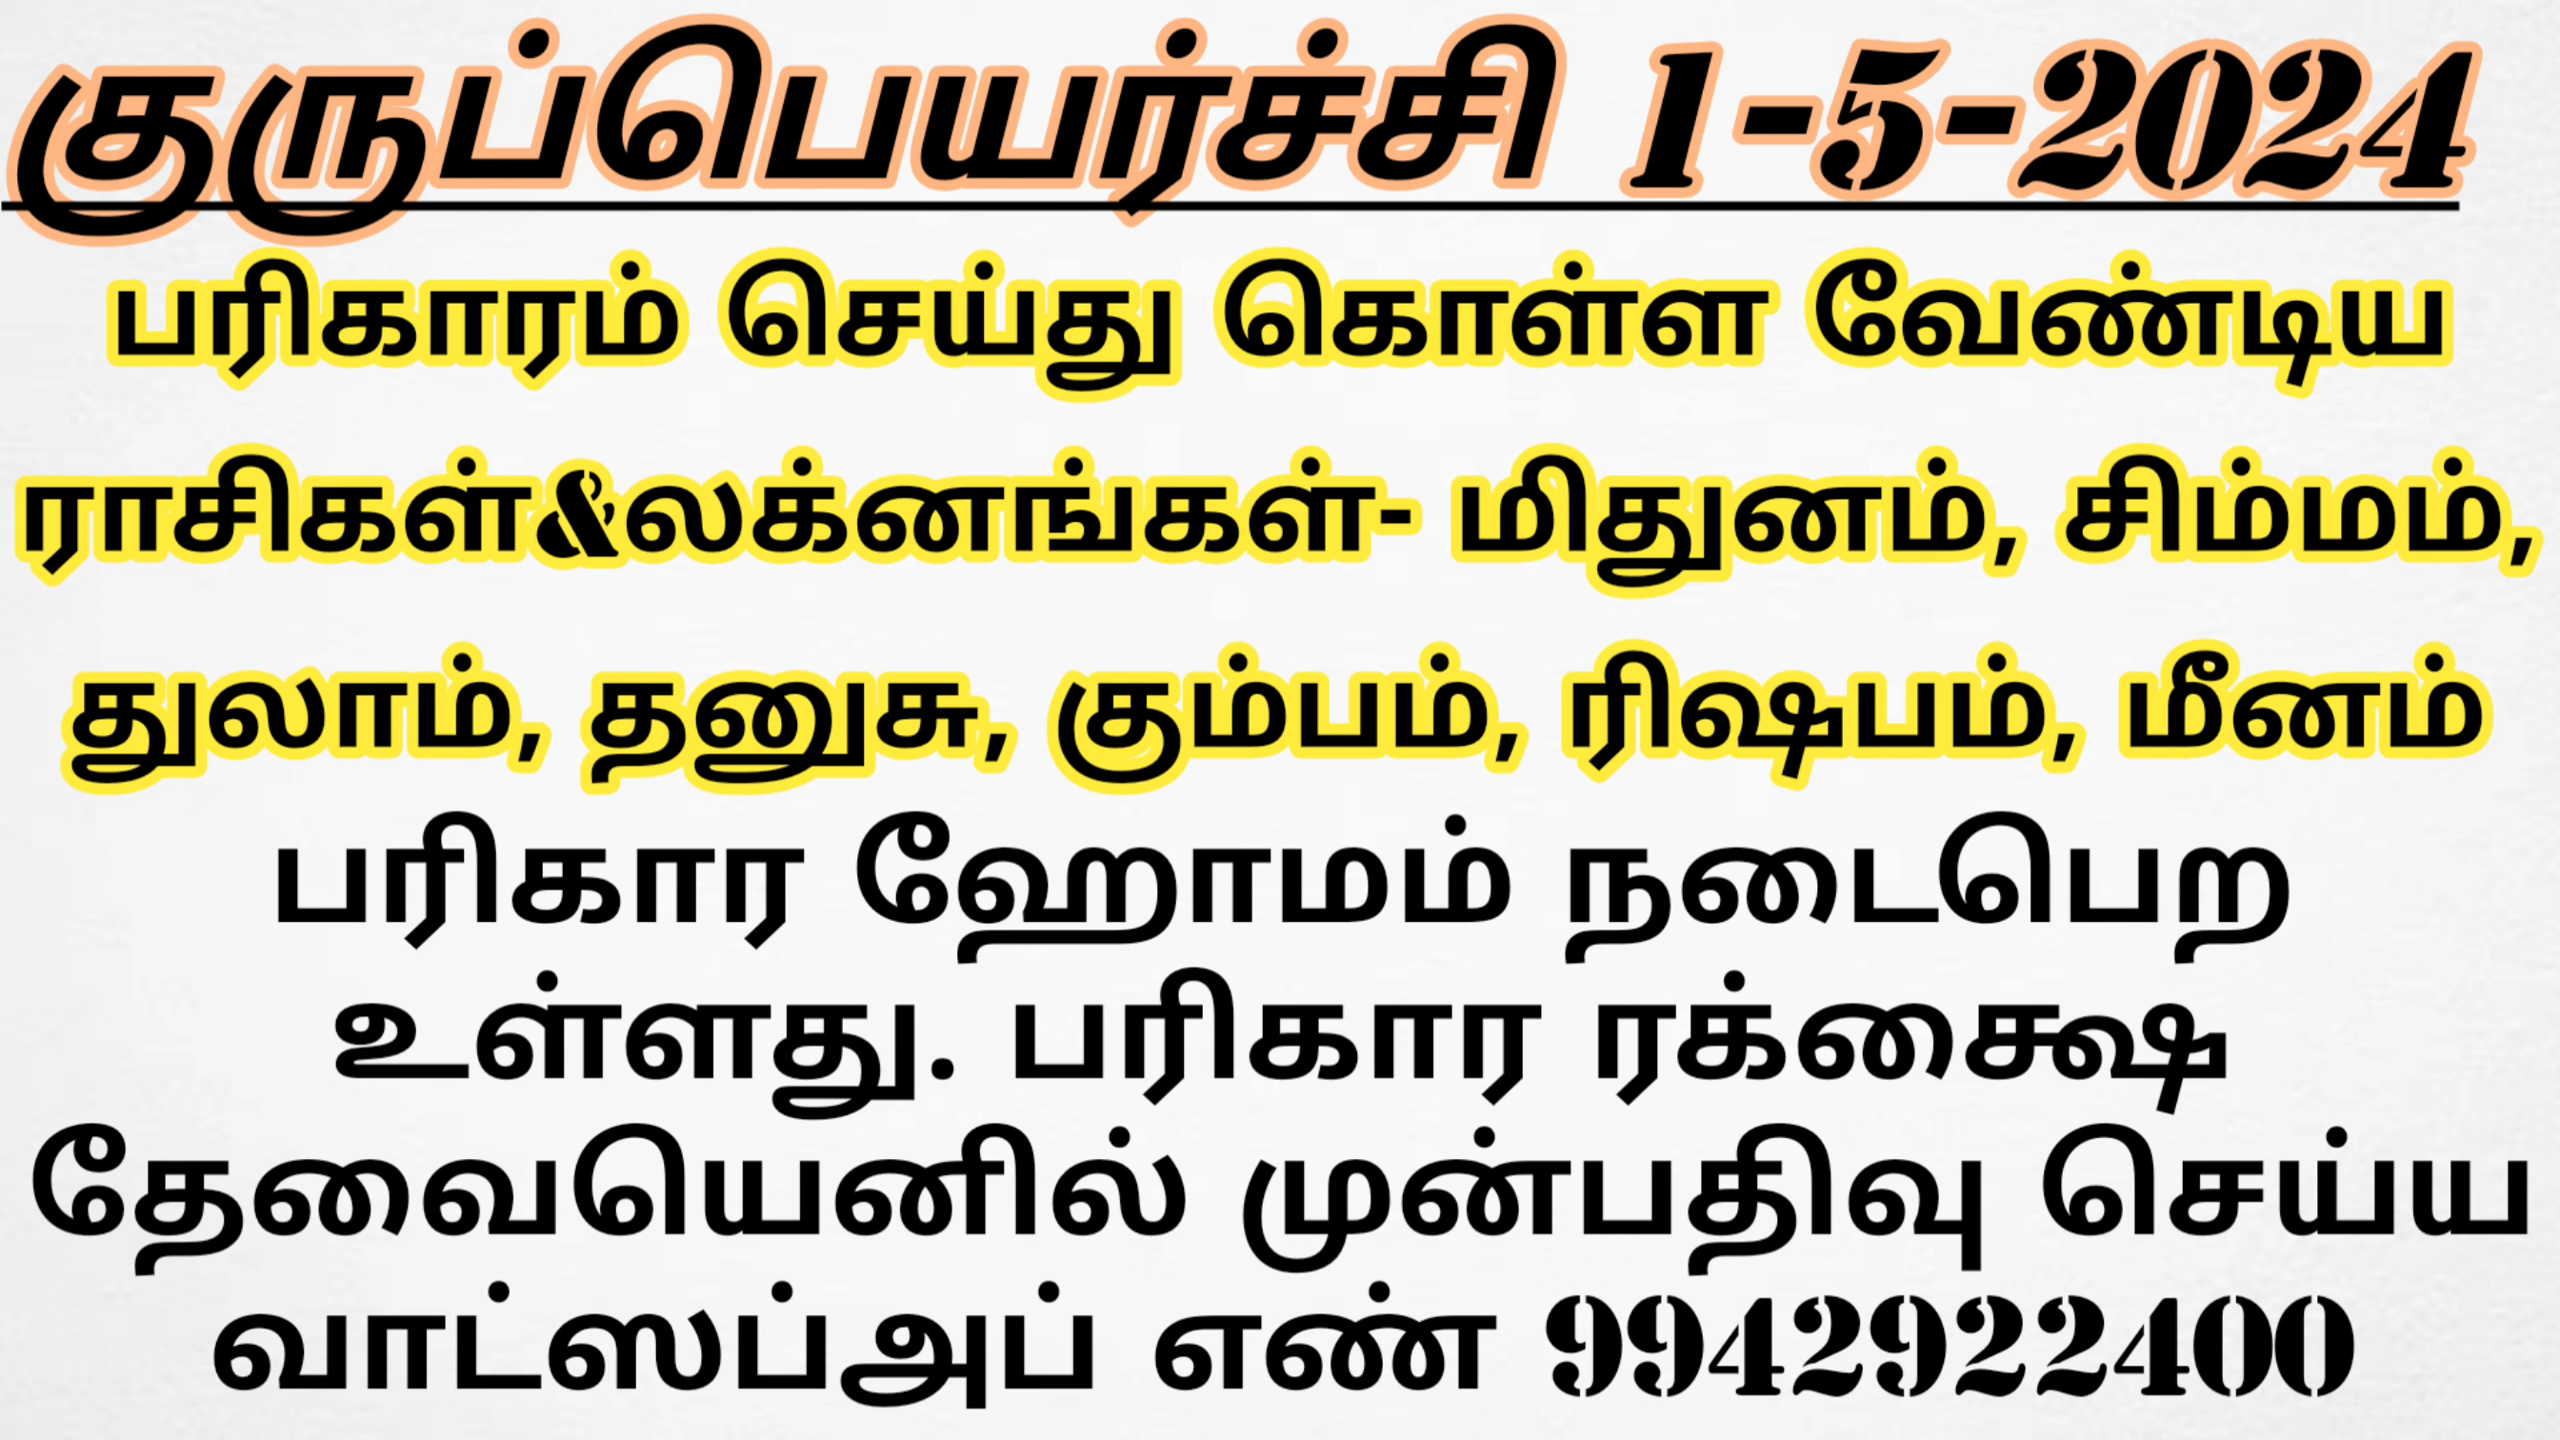 குருப்பெயர்ச்சி 1-5-2024
பரிகாரம் செய்து கொள்ள வேண்டிய
ராசிகள்&லக்னங்கள்- மிதுனம், சிம்மம்,
துலாம், தனுசு, கும்பம், ரிஷபம், மீனம்
பரிகார ஹோமம் நடைபெற
உள்ளது. பரிகார ரக்க்ஷை
தேவையெனில் முன்பதிவு செய்ய
வாட்ஸப்அப் எண் 9942922400